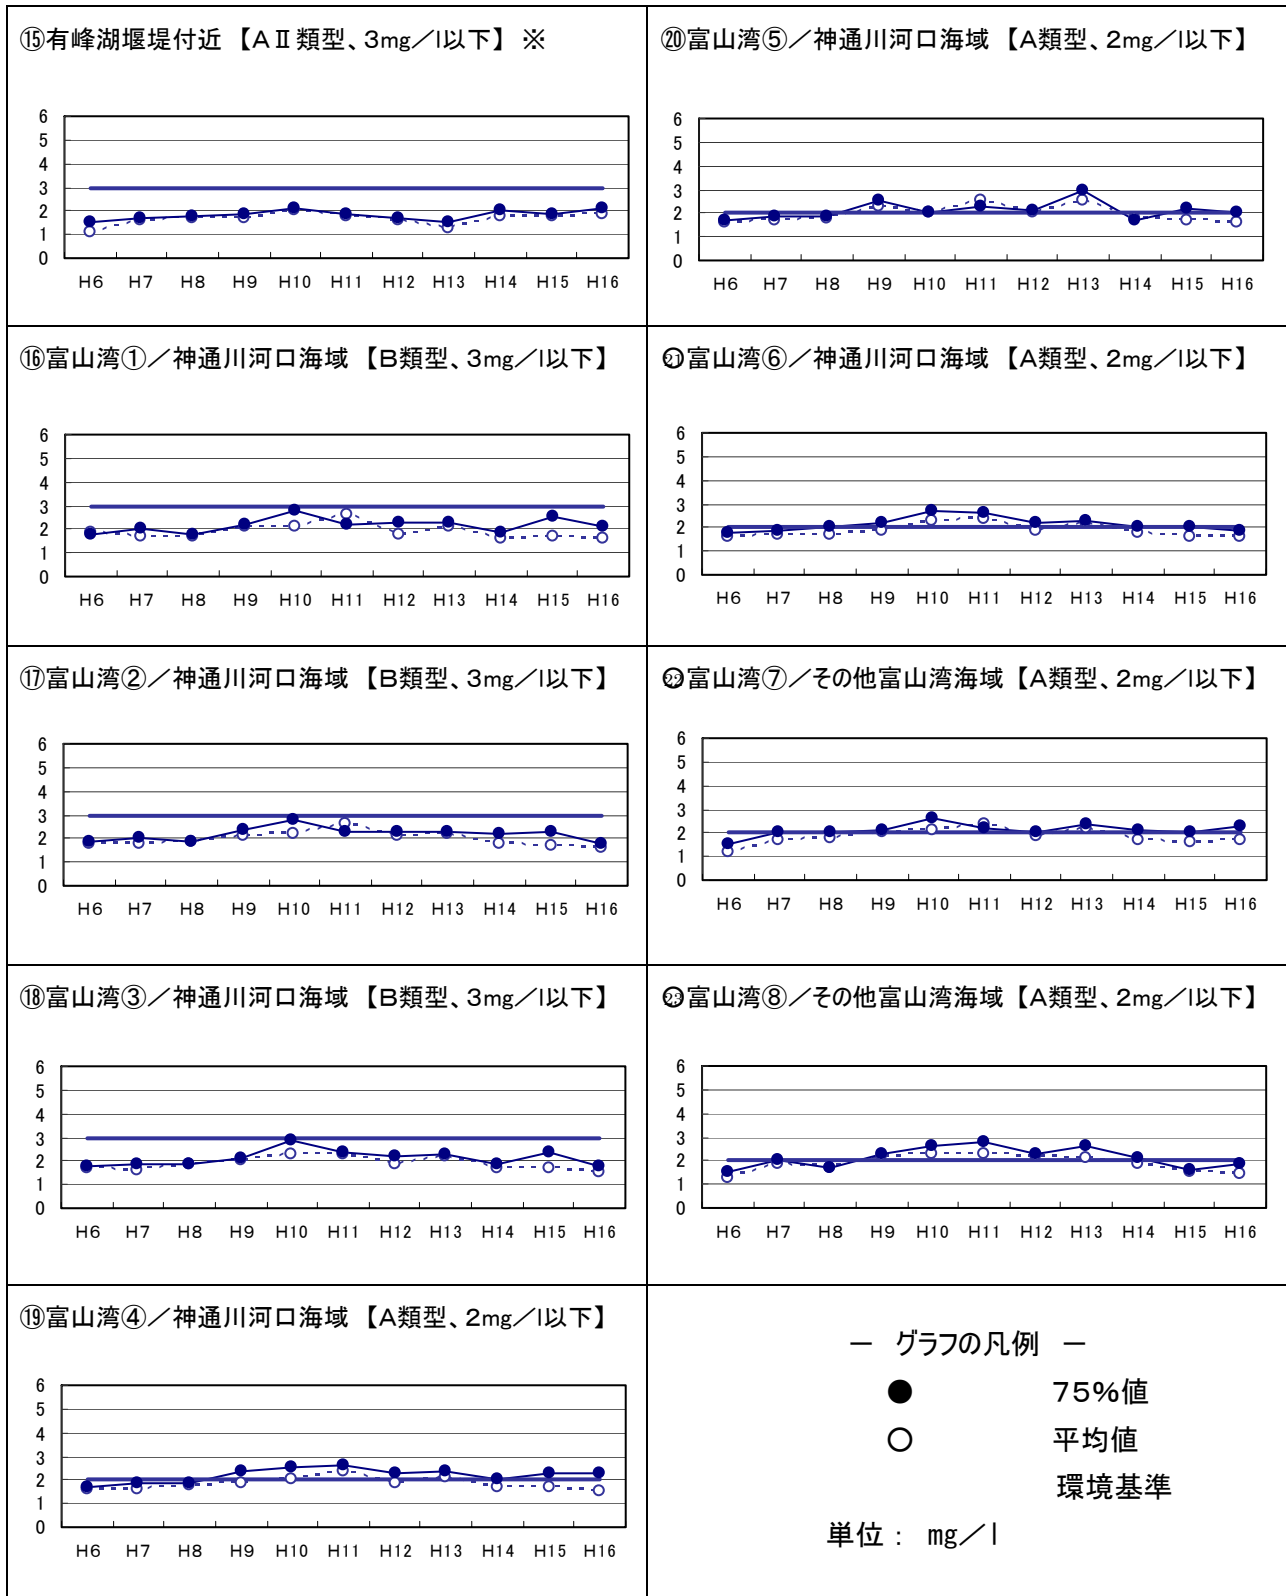 ⑮有峰湖堰堤付近 【AⅡ類型、3mg／l以下】 ※
6
5
4
3
2
1
0
H6 H7 H8 H9 H10 H11 H12 H13 H14 H15 H16
⑳富山湾⑤／神通川河口海域 【A類型、2mg／l以下】
6
5
4
3
2
1
0
H6 H7 H8 H9 H10 H11 H12 H13 H14 H15 H16
⑯富山湾①／神通川河口海域 【B類型、3mg／l以下】
6
5
4
3
2
1
0
H6 H7 H8 H9 H10 H11 H12 H13 H14 H15 H16
㉑富山湾⑥／神通川河口海域 【A類型、2mg／l以下】
6
5
4
3
2
1
0
H6 H7 H8 H9 H10 H11 H12 H13 H14 H15 H16
⑰富山湾②／神通川河口海域 【B類型、3mg／l以下】
6
5
4
3
2
1
0
H6 H7 H8 H9 H10 H11 H12 H13 H14 H15 H16
㉒富山湾⑦／その他富山湾海域 【A類型、2mg／l以下】
6
5
4
3
2
1
0
H6 H7 H8 H9 H10 H11 H12 H13 H14 H15 H16
⑱富山湾③／神通川河口海域 【B類型、3mg／l以下】
6
5
4
3
2
1
0
H6 H7 H8 H9 H10 H11 H12 H13 H14 H15 H16
㉓富山湾⑧／その他富山湾海域 【A類型、2mg／l以下】
6
5
4
3
2
1
0
H6 H7 H8 H9 H10 H11 H12 H13 H14 H15 H16
⑲富山湾④／神通川河口海域 【A類型、2mg／l以下】
6
5
4
3
2
1
0
H6 H7 H8 H9 H10 H11 H12 H13 H14 H15 H16
― グラフの凡例 ―
● 75%値
○ 平均値
環境基準
単位： mg／l